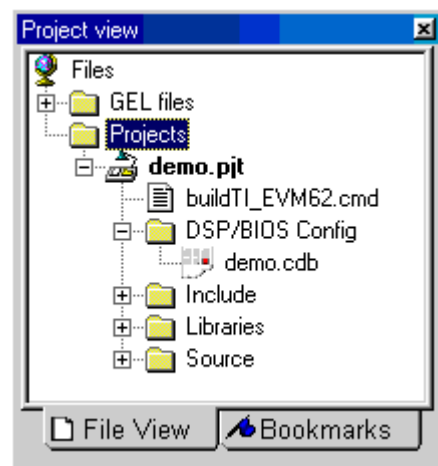 Project view
Files
GEL files
Projects
demo.pjt
buildTI_EVM62.cmd
DSP/BIOS Config
demo.cdb
Include
Libraries
Source
File View Bookmarks